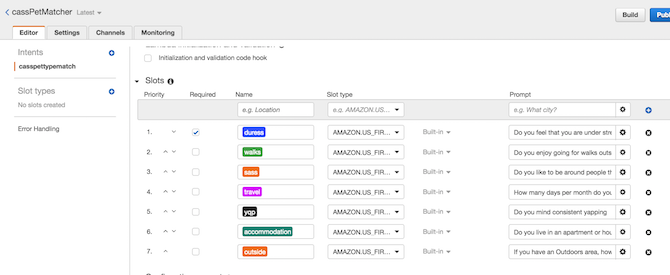 cassPetMatcher Latest
Build
Publ
Editor Settings Channels Monitoring
Intents
casspettypematch
Slot types
No slots created
Error Handling
Initialization and validation code hook
Slots
Priority Required Name Slot type Prompt
e.g. Location e.g. AMAZON.US... e.g. What city?
1. duress AMAZON.US_FIR... Built-in Do you feel that you are under stre
2. walks AMAZON.US_FIR... Built-in Do you enjoy going for walks outs
3. sass AMAZON.US_FIR... Built-in Do you like to be around people th
4. travel AMAZON.US_FIR... Built-in How many days per month do you
5. yqp AMAZON.US_FIR... Built-in Do you mind consistent yapping
6. accommodation AMAZON.US_FIR... Built-in Do you live in an apartment or hou
7. outside AMAZON.US_FIR... Built-in If you have an Outdoors area, how